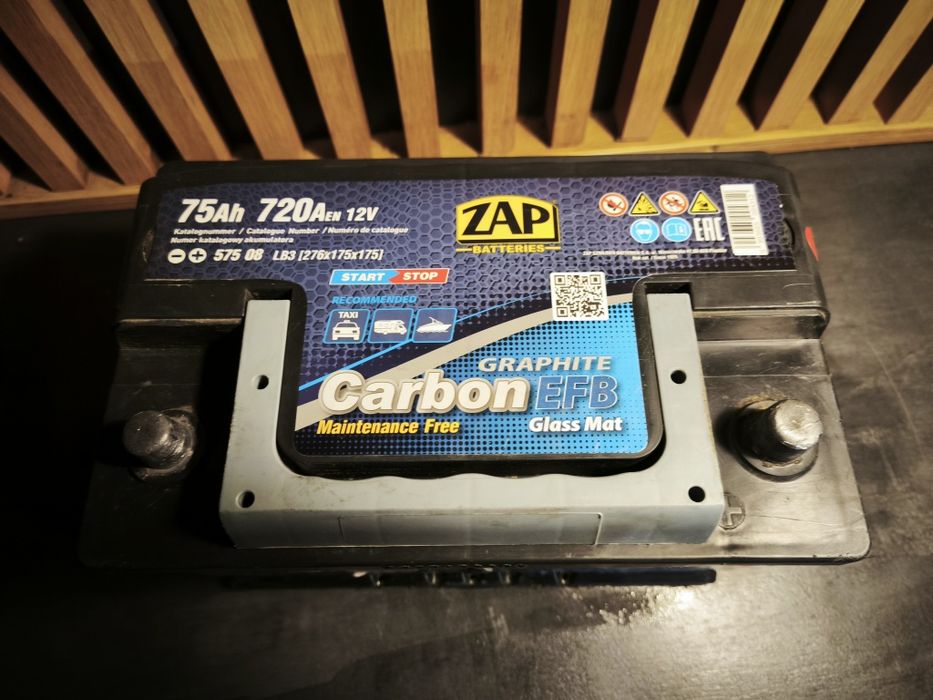 75Ah 720AEN 12V
Katalognummer / Catalogue Number / Numéro de catalogue
Numer katalogowy akumulatora
575 08 LB3 [276x175x175]
START STOP
RECOMMENDED
TAXI
ZAP
BATTERIES
EAC
GRAPHITE
Carbon EFB
Maintenance Free
Glass Mat
+